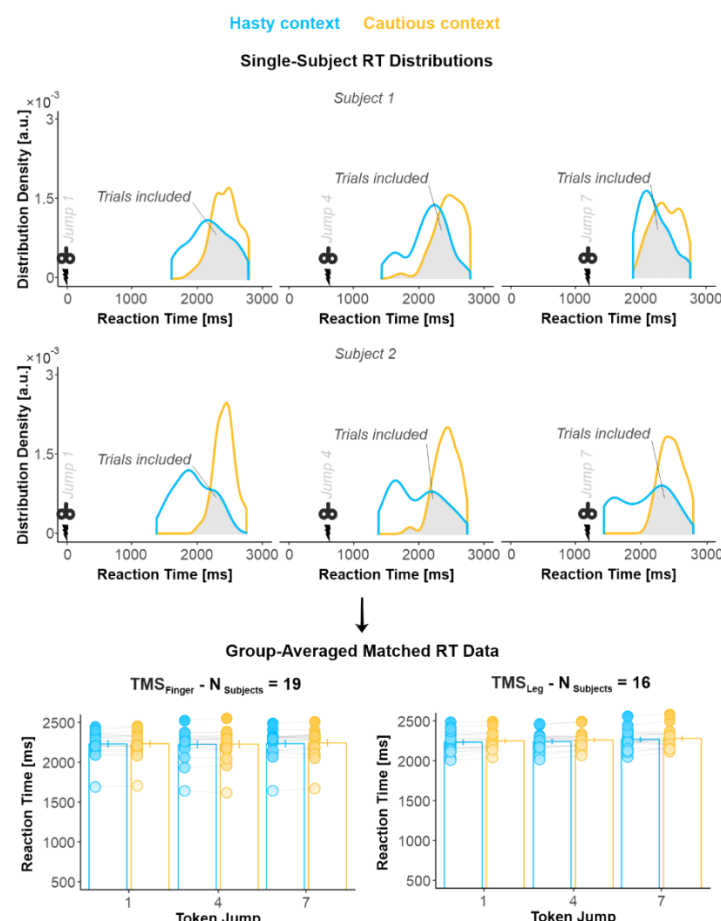 Hasty context Cautious context
Single-Subject RT Distributions
Subject 1
Distribution Density [a.u.]
×10⁻³
3
1.5
0
Jump 1
Trials included
0 1000 2000 3000
Reaction Time [ms]
Jump 4
Trials included
0 1000 2000 3000
Reaction Time [ms]
Jump 7
Trials included
0 1000 2000 3000
Reaction Time [ms]
Subject 2
Distribution Density [a.u.]
×10⁻³
3
1.5
0
Jump 1
Trials included
0 1000 2000 3000
Reaction Time [ms]
Jump 4
Trials included
0 1000 2000 3000
Reaction Time [ms]
Jump 7
Trials included
0 1000 2000 3000
Reaction Time [ms]
Group-Averaged Matched RT Data
TMS Finger - N Subjects = 19
Reaction Time [ms]
2500
2000
1500
1000
500
1 4 7
Token Jump
TMS Leg - N Subjects = 16
Reaction Time [ms]
2500
2000
1500
1000
500
1 4 7
Token Jump